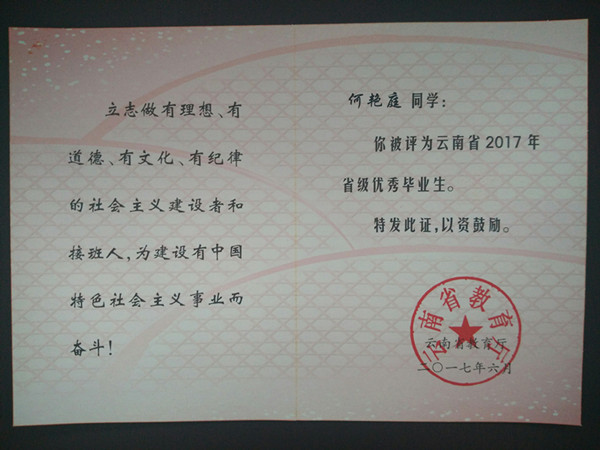 立志做有理想、有
道德、有文化、有纪律
的社会主义建设者和
接班人,为建设有中国
特色社会主义事业而
奋斗!
何艳庭 同学:
你被评为云南省2017年
省级优秀毕业生。
特发此证,以资鼓励。
云南省教育厅
云南省教育厅
二〇一七年六月